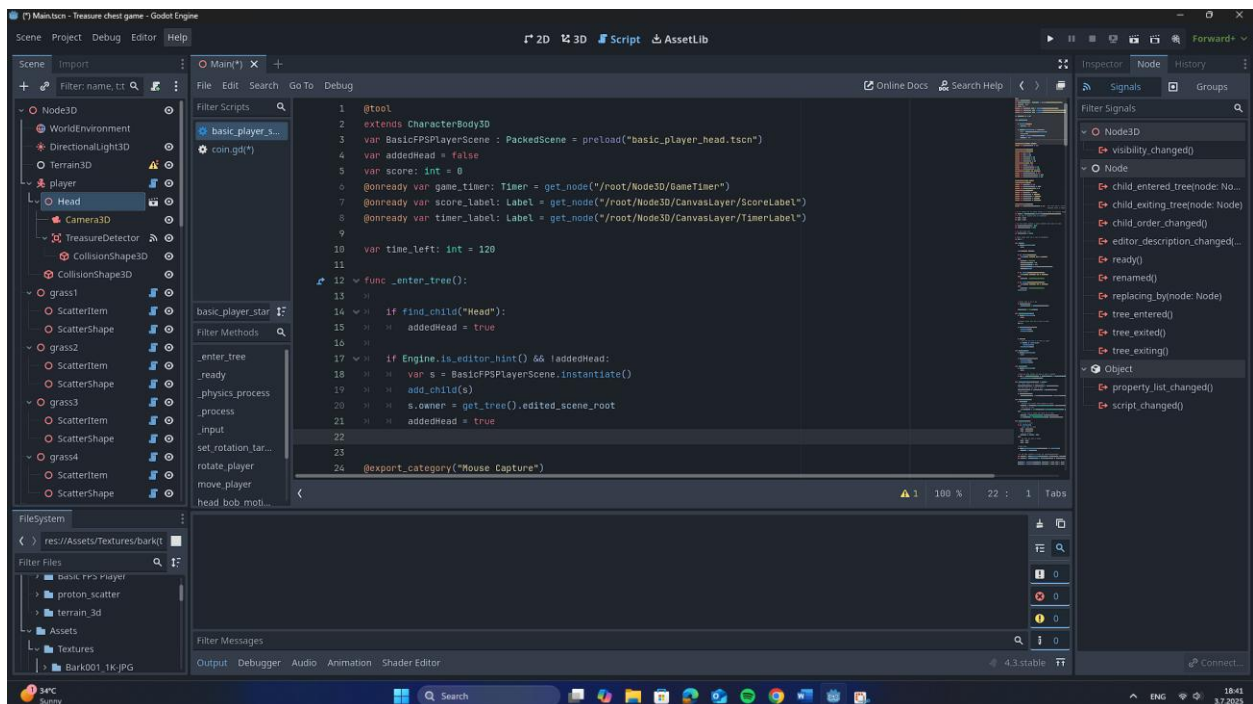 (*) Main.tscn - Treasure chest game - Godot Engine
Scene Project Debug Editor Help
2D 3D Script AssetLib
Forward+
Scene Import
Filter: name, t:t
Node3D
WorldEnvironment
DirectionalLight3D
Terrain3D
player
Head
Camera3D
TreasureDetector
CollisionShape3D
CollisionShape3D
grass1
ScatterItem
ScatterShape
grass2
ScatterItem
ScatterShape
grass3
ScatterItem
ScatterShape
grass4
ScatterItem
ScatterShape
FileSystem
res://Assets/Textures/bark(t
Filter Files
Basic FPS Player
proton_scatter
terrain_3d
Assets
Textures
Bark001_1K-JPG
Main(*) X +
File Edit Search Go To Debug
Online Docs Search Help
Filter Scripts
basic_player_s...
coin.gd(*)
basic_player_star
Filter Methods
_enter_tree
_ready
_physics_process
_process
_input
set_rotation_tar...
rotate_player
move_player
head_bob_moti...
1 @tool
2 extends CharacterBody3D
3 var BasicFPSPlayerScene : PackedScene = preload("basic_player_head.tscn")
4 var addedHead = false
5 var score: int = 0
6 @onready var game_timer: Timer = get_node("/root/Node3D/GameTimer")
7 @onready var score_label: Label = get_node("/root/Node3D/CanvasLayer/ScoreLabel")
8 @onready var timer_label: Label = get_node("/root/Node3D/CanvasLayer/TimerLabel")
9
10 var time_left: int = 120
11
12 func _enter_tree():
13
14 if find_child("Head"):
15 addedHead = true
16
17 if Engine.is_editor_hint() && !addedHead:
18 var s = BasicFPSPlayerScene.instantiate()
19 add_child(s)
20 s.owner = get_tree().edited_scene_root
21 addedHead = true
22
23
24 @export_category("Mouse Capture")
1 100 % 22 : 1 Tabs
0
0
0
0
Filter Messages
Output Debugger Audio Animation Shader Editor
4.3.stable
Inspector Node History
Signals Groups
Filter Signals
Node3D
visibility_changed()
Node
child_entered_tree(node: No...
child_exiting_tree(node: Node)
child_order_changed()
editor_description_changed(...
ready()
renamed()
replacing_by(node: Node)
tree_entered()
tree_exited()
tree_exiting()
Object
property_list_changed()
script_changed()
Connect...
1
34°C
Sunny
Search
ENG
18:41
3.7.2025